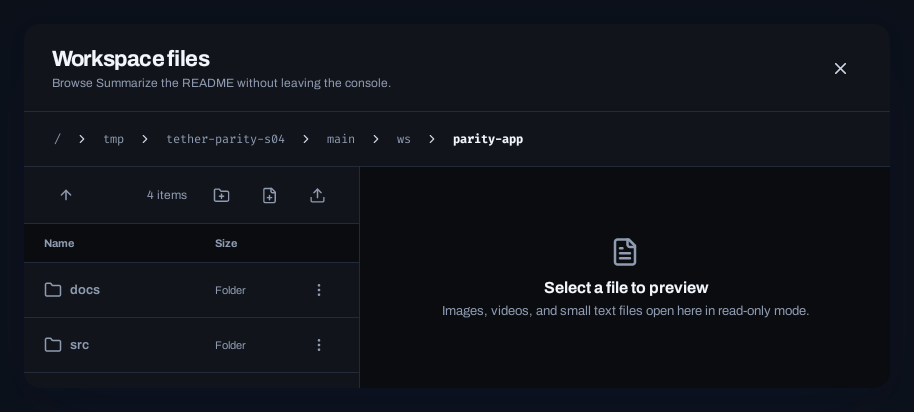 Workspace files
Browse Summarize the README without leaving the console.
/ tmp tether-parity-s04 main ws parity-app
4 items
Name Size
docs Folder
src Folder
Select a file to preview
Images, videos, and small text files open here in read-only mode.